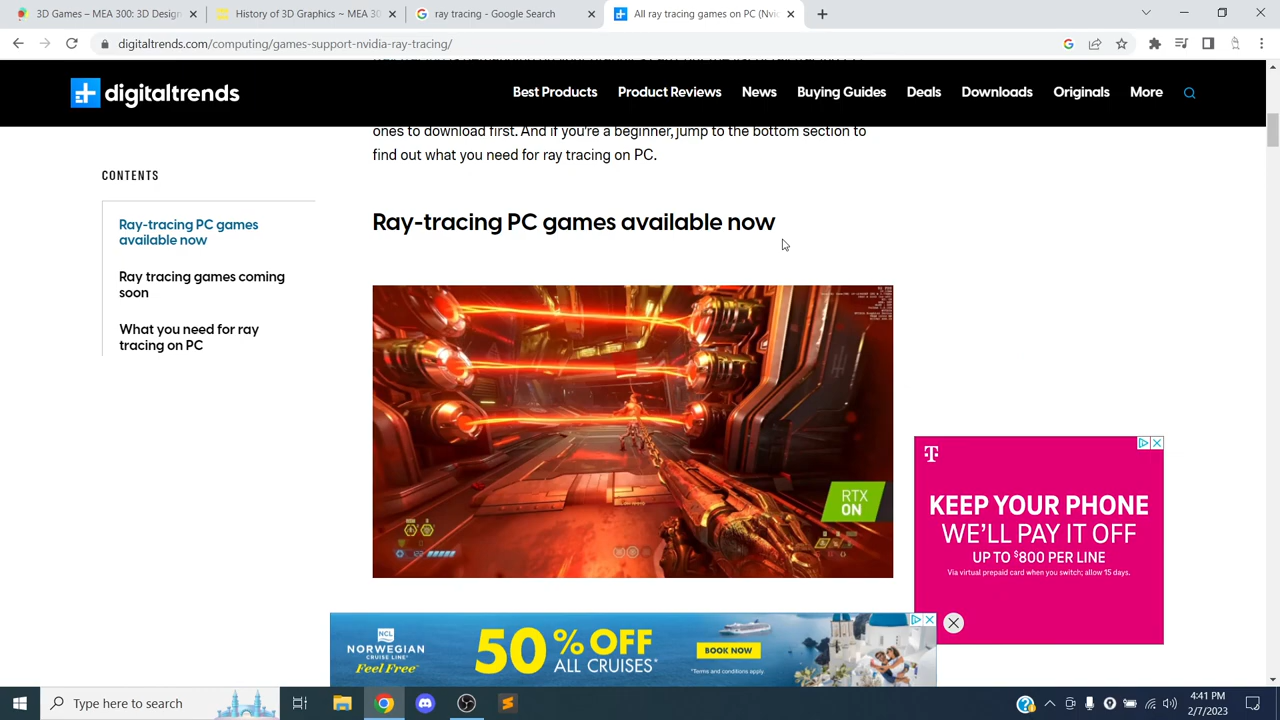 3D Games – MEA 300: 3D Design
History of 3D Graphics – MEA 300
ray tracing - Google Search
All ray tracing games on PC (Nvid
digitaltrends.com/computing/games-support-nvidia-ray-tracing/
digitaltrends
Best Products
Product Reviews
News
Buying Guides
Deals
Downloads
Originals
More
ones to download first. And if you're a beginner, jump to the bottom section to
find out what you need for ray tracing on PC.
CONTENTS
Ray-tracing PC games
available now
Ray tracing games coming
soon
What you need for ray
tracing on PC
Ray-tracing PC games available now
RTX
ON
T
KEEP YOUR PHONE
WE'LL PAY IT OFF
UP TO $800 PER LINE
Via virtual prepaid card when you switch; allow 15 days.
NCL
NORWEGIAN
CRUISE LINE®
Feel Free™
50% OFF
ALL CRUISES*
BOOK NOW
*Terms and conditions apply.
Type here to search
4:41 PM
2/7/2023